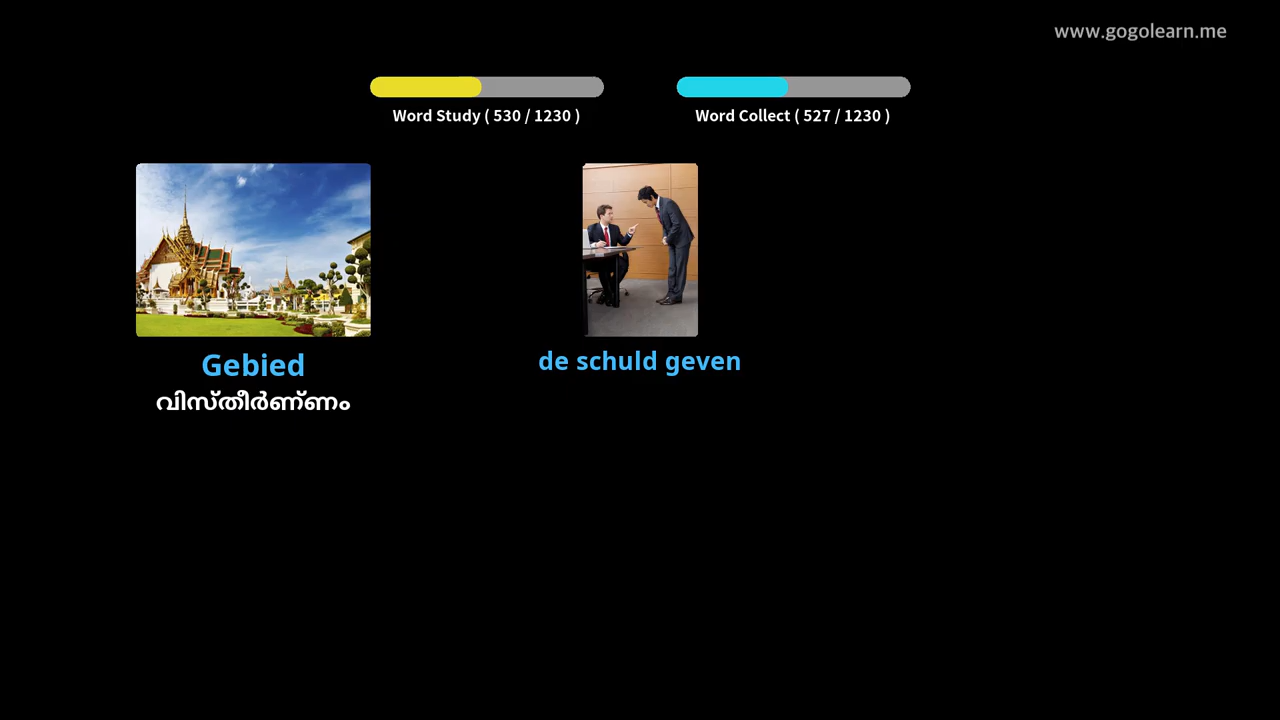 www.gogolearn.me
Word Study ( 530 / 1230 )
Word Collect ( 527 / 1230 )
Gebied
വിസ്തീർണ്ണം
de schuld geven